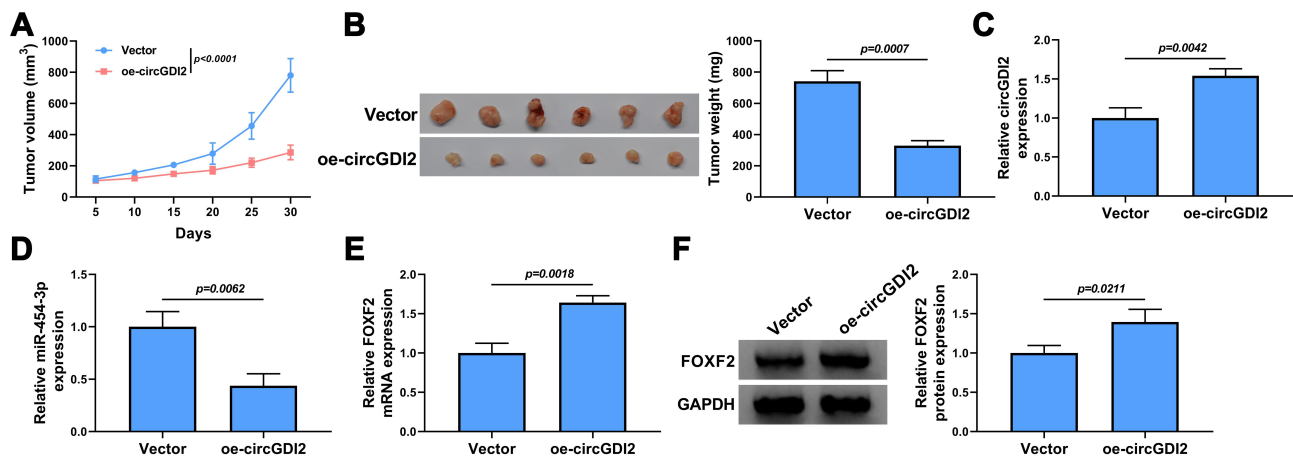 A
Tumor volume (mm3)
1000
800
600
400
200
0
5 10 15 20 25 30
Days
Vector
oe-circGDI2
p<0.0001
B
Vector
oe-circGDI2
Tumor weight (mg)
1000
800
600
400
200
0
p=0.0007
Vector oe-circGDI2
C
Relative circGDI2
expression
2.0
1.5
1.0
0.5
0.0
p=0.0042
Vector oe-circGDI2
D
Relative miR-454-3p
expression
1.5
1.0
0.5
0.0
p=0.0062
Vector oe-circGDI2
E
Relative FOXF2
mRNA expression
2.0
1.5
1.0
0.5
0.0
p=0.0018
Vector oe-circGDI2
F
Vector oe-circGDI2
FOXF2
GAPDH
Relative FOXF2
protein expression
2.0
1.5
1.0
0.5
0.0
p=0.0211
Vector oe-circGDI2